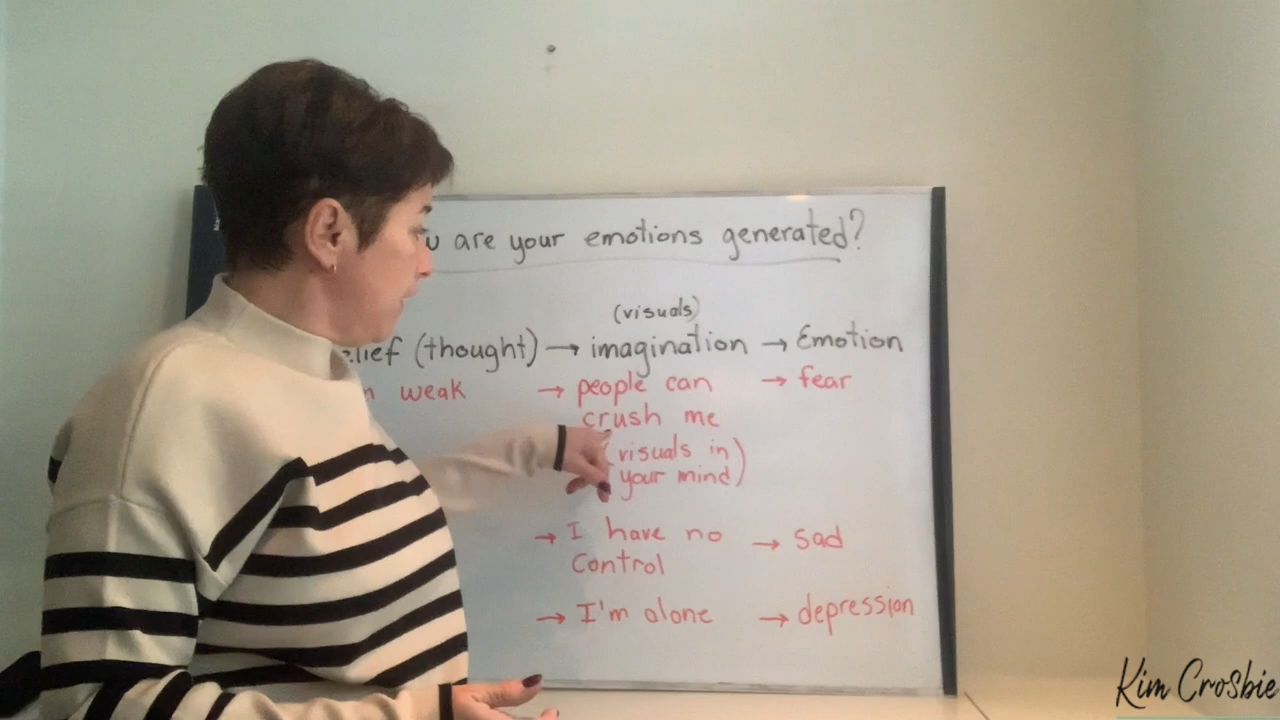 are your emotions generated?
(visuals)
(thought) → imagination → Emotion
weak → people can → fear
crush me
(visuals in
your mind)
→ I have no → sad
control
→ I'm alone → depression
Kim Crosbie